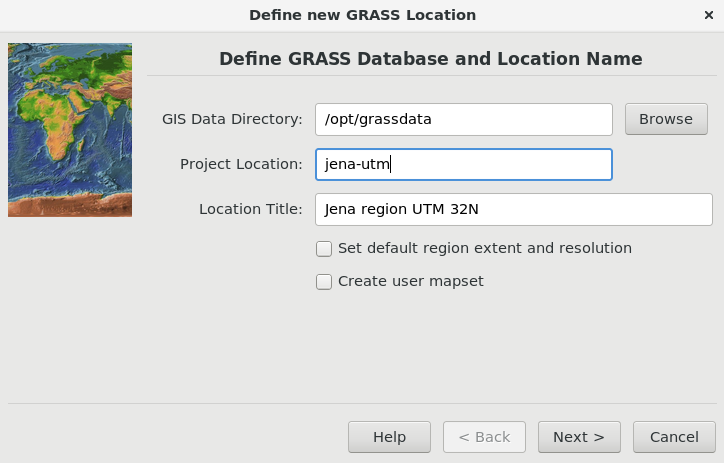 Define new GRASS Location ×
Define GRASS Database and Location Name
GIS Data Directory: /opt/grassdata Browse
Project Location: jena-utm
Location Title: Jena region UTM 32N
Set default region extent and resolution
Create user mapset
Help < Back Next > Cancel